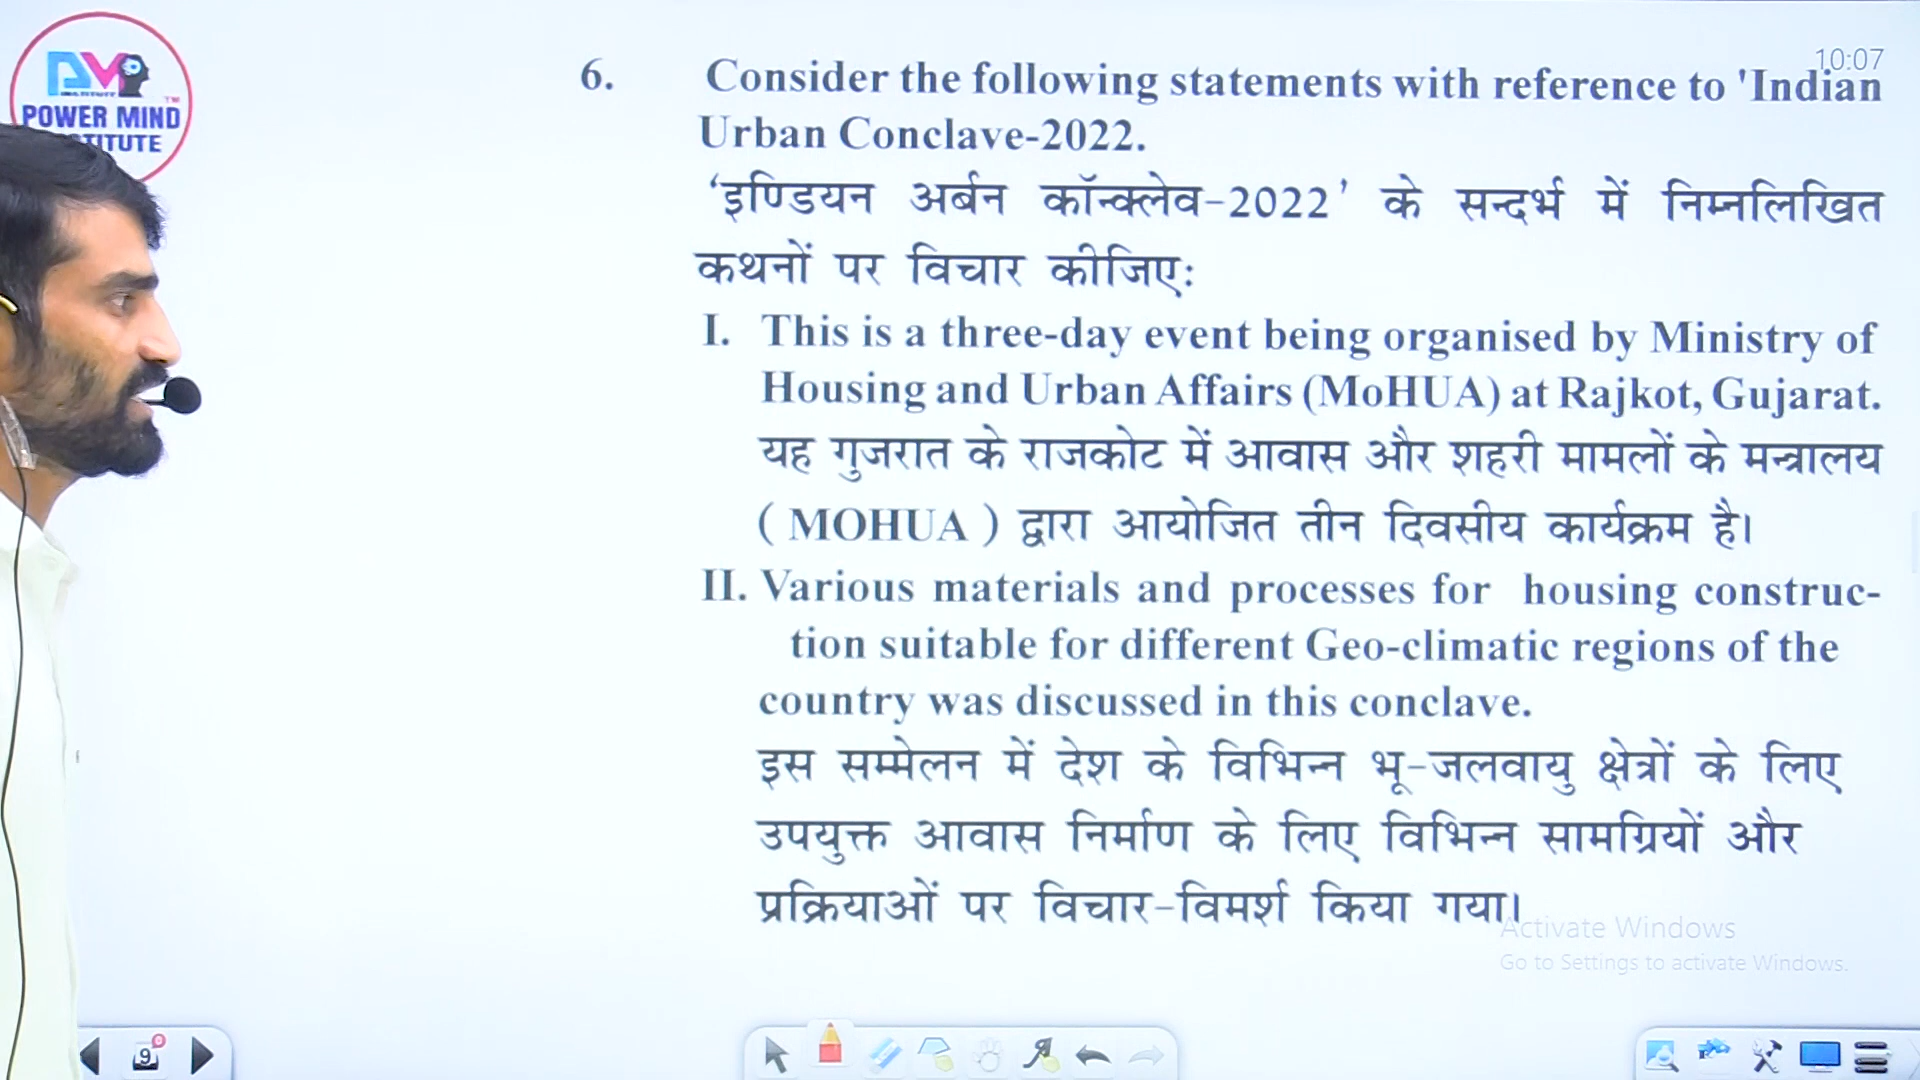 POWER MIND
TITUTE
10:07
6. Consider the following statements with reference to 'Indian
Urban Conclave-2022.
‘इण्डियन अर्बन कॉन्क्लेव-2022’ के सन्दर्भ में निम्नलिखित
कथनों पर विचार कीजिए:
I. This is a three-day event being organised by Ministry of
Housing and Urban Affairs (MoHUA) at Rajkot, Gujarat.
यह गुजरात के राजकोट में आवास और शहरी मामलों के मन्त्रालय
( MOHUA ) द्वारा आयोजित तीन दिवसीय कार्यक्रम है।
II. Various materials and processes for housing construc-
tion suitable for different Geo-climatic regions of the
country was discussed in this conclave.
इस सम्मेलन में देश के विभिन्न भू-जलवायु क्षेत्रों के लिए
उपयुक्त आवास निर्माण के लिए विभिन्न सामग्रियों और
प्रक्रियाओं पर विचार-विमर्श किया गया।
Activate Windows
Go to Settings to activate Windows.
9